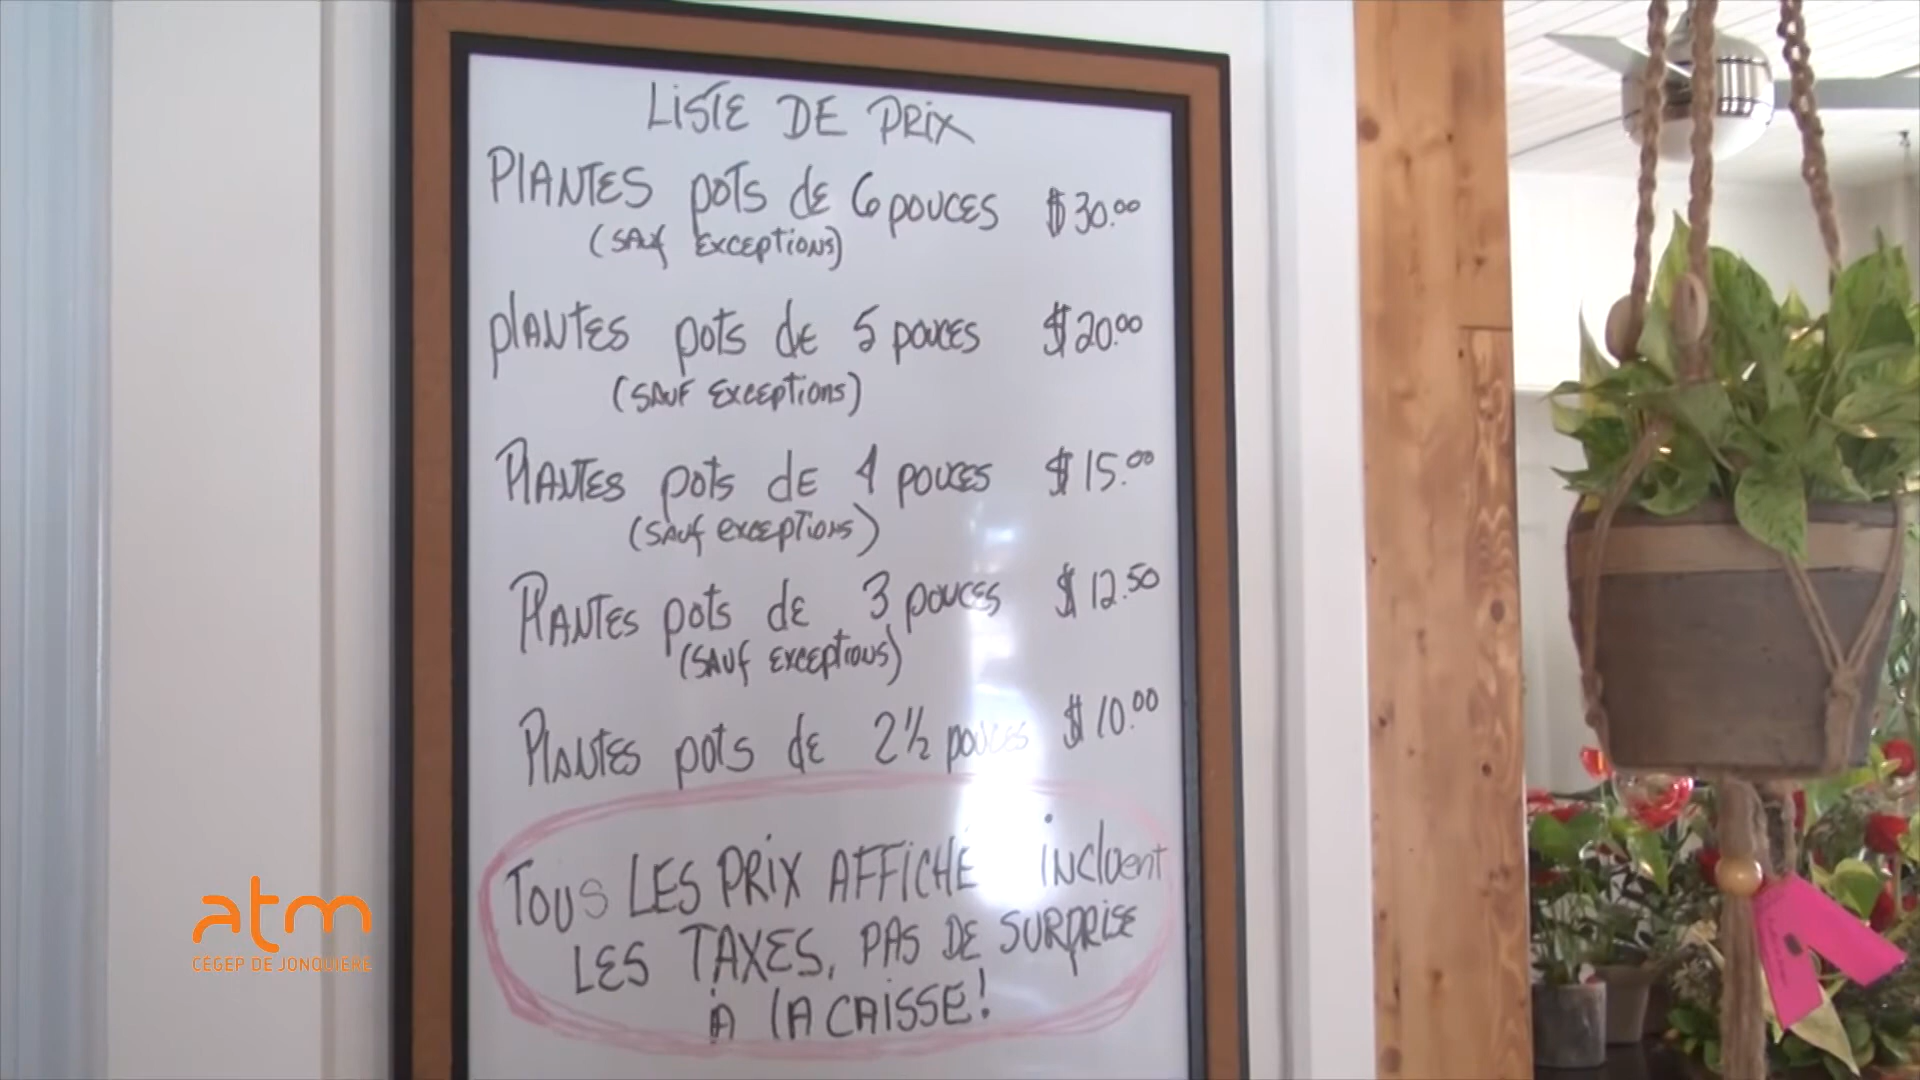 LISTE DE PRIX
PlANTES pots de 6 pouces $30.00
(sauf exceptions)
plANTES pots de 5 pouces $20.00
(sauf exceptions)
PlANTES pots de 4 pouces $15.00
(sauf exceptions)
PlANTES pots de 3 pouces $12.50
(sauf exceptions)
PlANTES pots de 2½ pouces $10.00
TOUS LES PRIX AFFICHÉ incluent
LES TAXES, PAS DE SURPRISE
À lA CAISSE!
atm
CÉGEP DE JONQUIÈRE